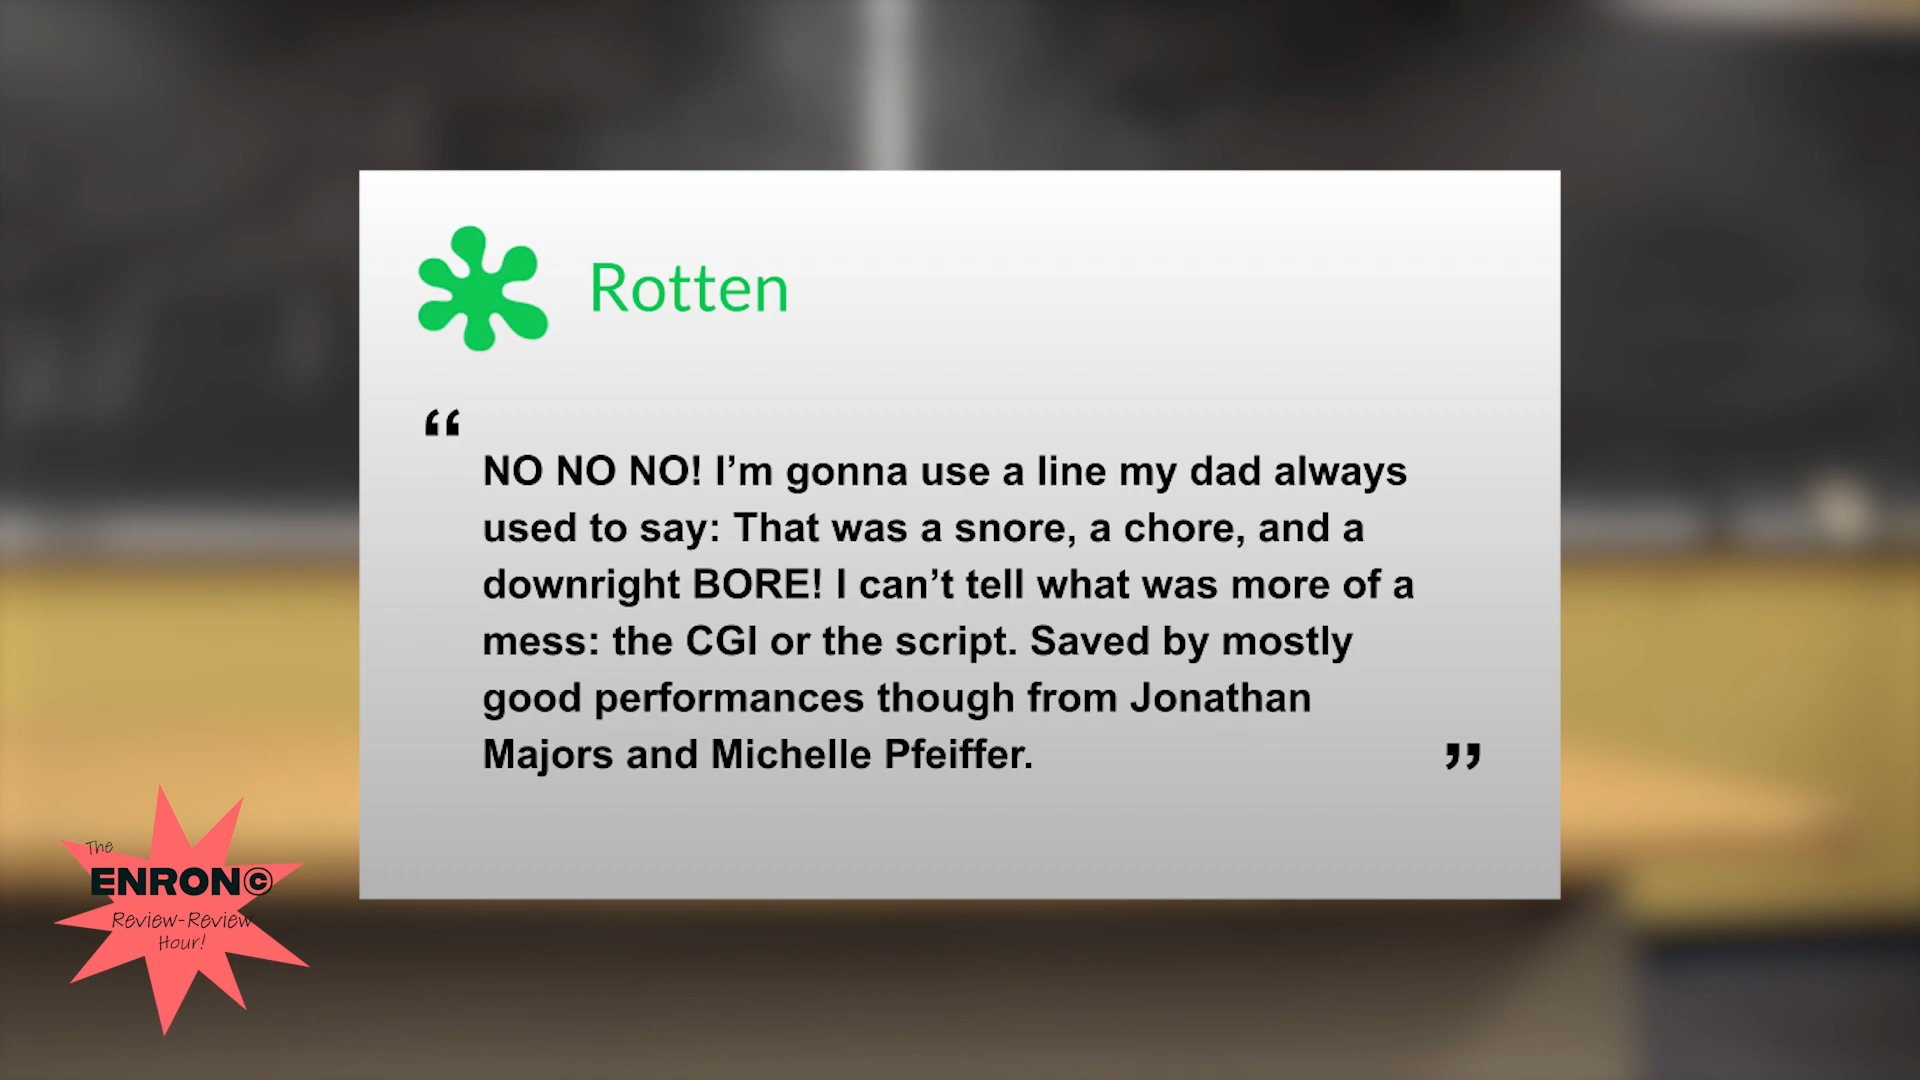 Rotten
“
NO NO NO! I’m gonna use a line my dad always
used to say: That was a snore, a chore, and a
downright BORE! I can’t tell what was more of a
mess: the CGI or the script. Saved by mostly
good performances though from Jonathan
Majors and Michelle Pfeiffer.
”
The
ENRON©
Review-Review
Hour!